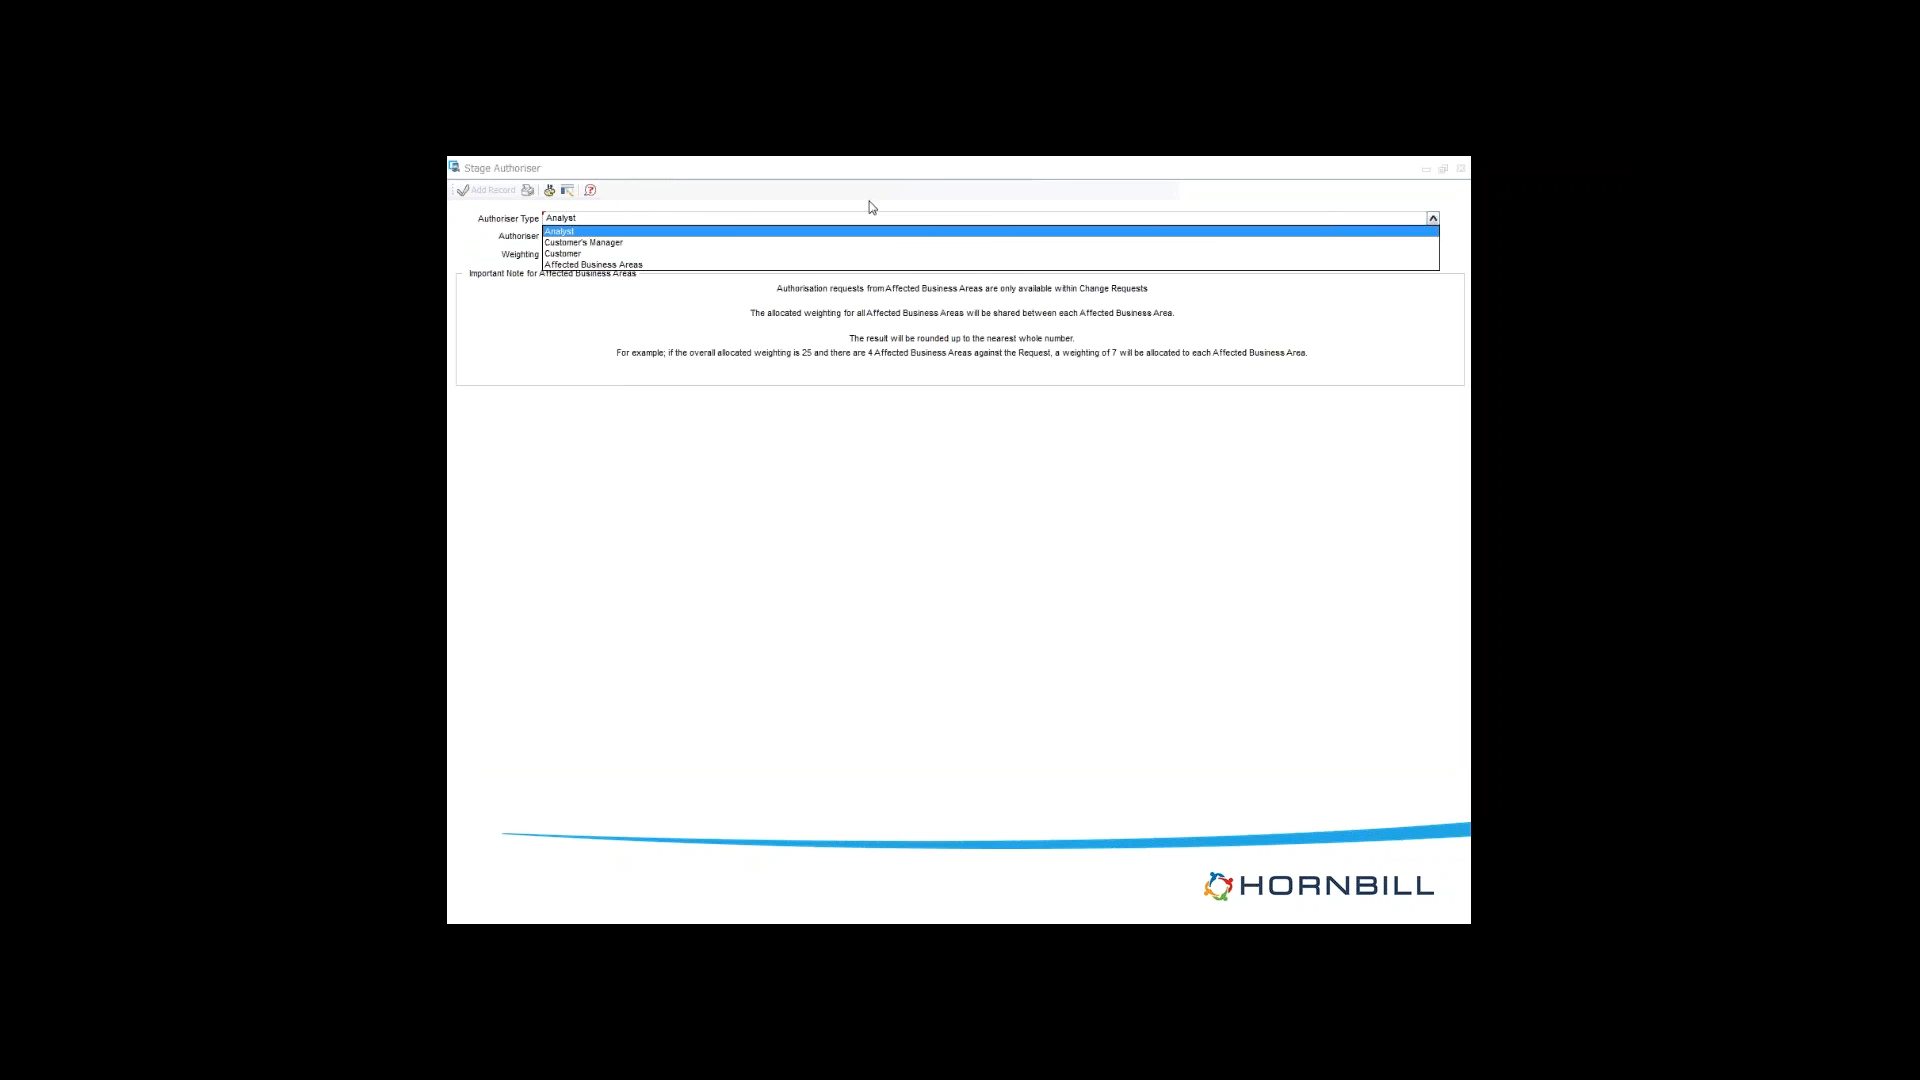 Stage Authoriser
Add Record
Authoriser Type Analyst
Analyst
Authoriser
Customer's Manager
Weighting
Customer
Affected Business Areas
Important Note for Affected Business Areas
Authorisation requests from Affected Business Areas are only available within Change Requests
The allocated weighting for all Affected Business Areas will be shared between each Affected Business Area.
The result will be rounded up to the nearest whole number.
For example; if the overall allocated weighting is 25 and there are 4 Affected Business Areas against the Request, a weighting of 7 will be allocated to each Affected Business Area.
HORNBILL